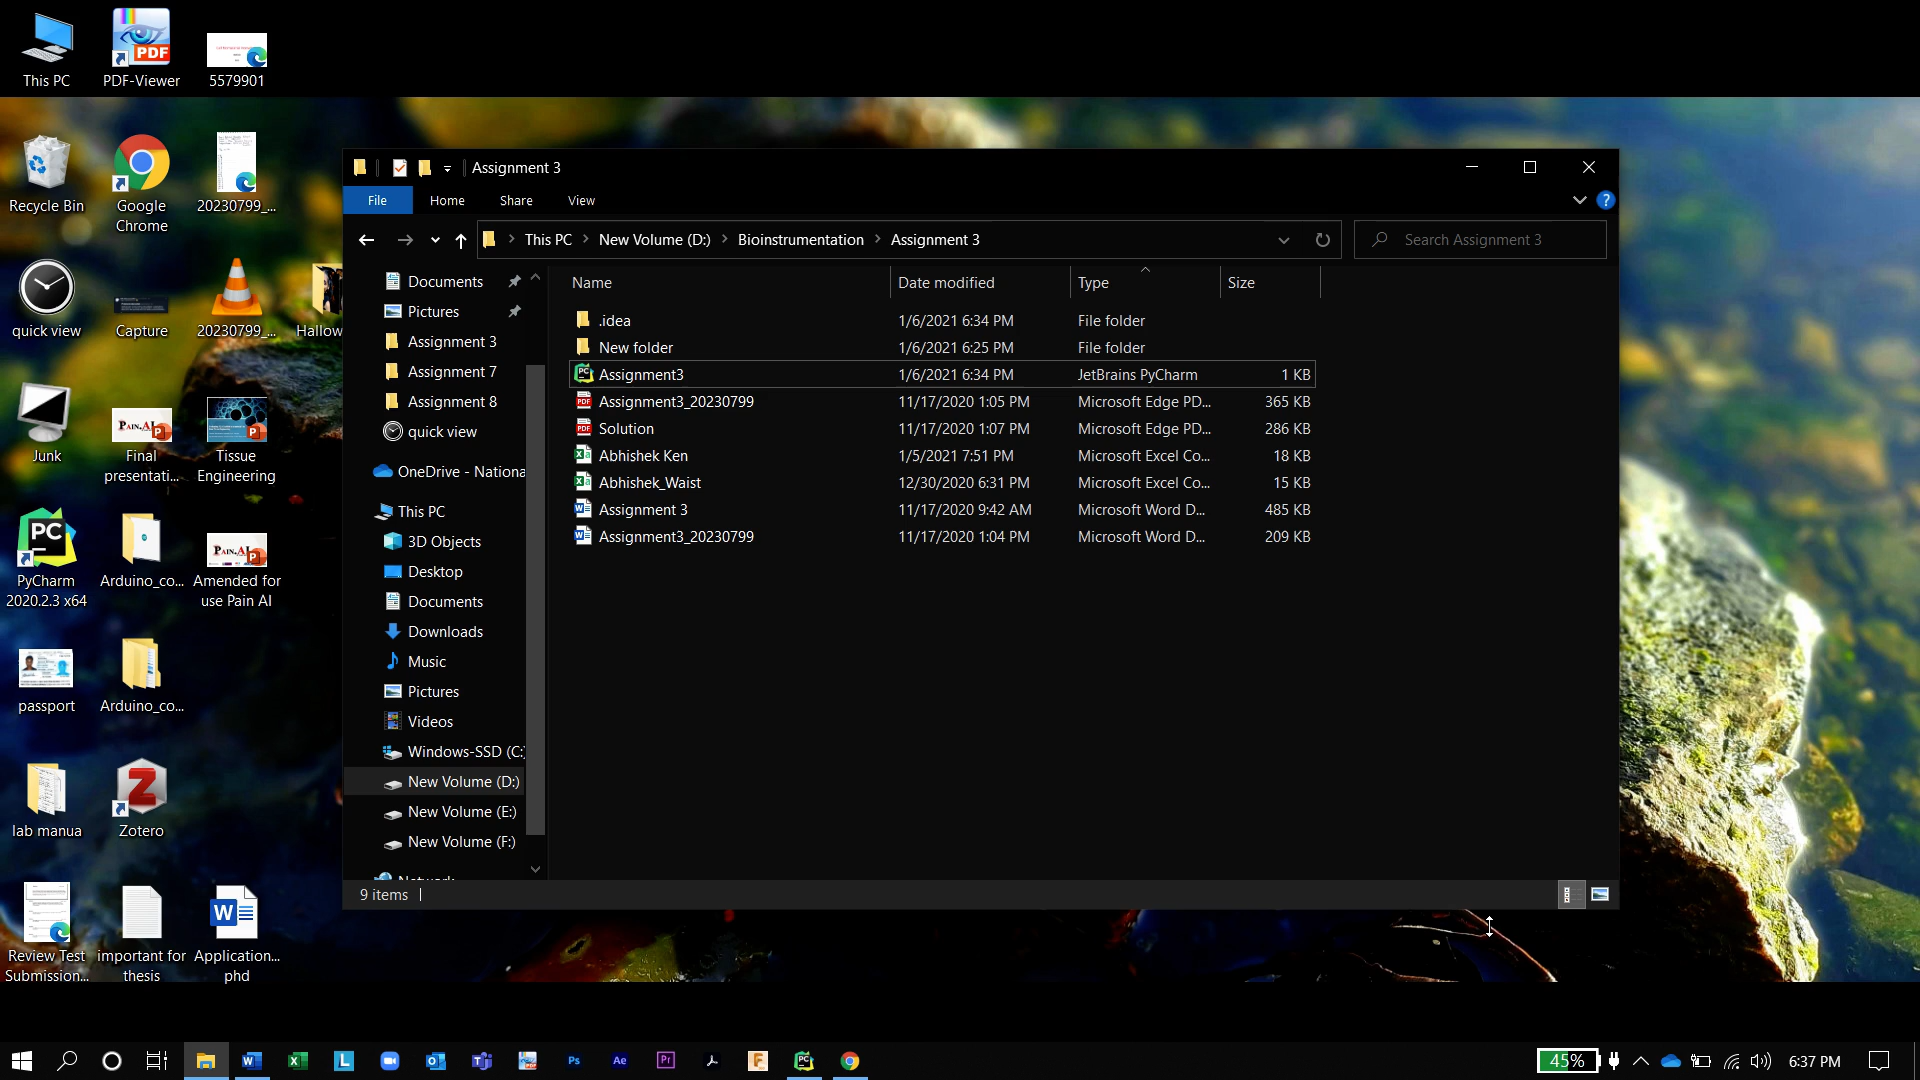 This PC
PDF-Viewer
5579901
Recycle Bin
Google
Chrome
20230799_...
quick view
Capture
20230799_...
Hallow
Junk
Final
presentati...
Tissue
Engineering
PyCharm
2020.2.3 x64
Arduino_co...
Amended for
use Pain AI
passport
Arduino_co...
lab manua
Zotero
Review Test
Submission...
important for
thesis
Application...
phd
Assignment 3
File Home Share View
This PC > New Volume (D:) > Bioinstrumentation > Assignment 3
Search Assignment 3
Documents
Pictures
Assignment 3
Assignment 7
Assignment 8
quick view
OneDrive - Nationa
This PC
3D Objects
Desktop
Documents
Downloads
Music
Pictures
Videos
Windows-SSD (C:)
New Volume (D:)
New Volume (E:)
New Volume (F:)
Network
Name Date modified Type Size
.idea 1/6/2021 6:34 PM File folder
New folder 1/6/2021 6:25 PM File folder
Assignment3 1/6/2021 6:34 PM JetBrains PyCharm 1 KB
Assignment3_20230799 11/17/2020 1:05 PM Microsoft Edge PD... 365 KB
Solution 11/17/2020 1:07 PM Microsoft Edge PD... 286 KB
Abhishek Ken 1/5/2021 7:51 PM Microsoft Excel Co... 18 KB
Abhishek_Waist 12/30/2020 6:31 PM Microsoft Excel Co... 15 KB
Assignment 3 11/17/2020 9:42 AM Microsoft Word D... 485 KB
Assignment3_20230799 11/17/2020 1:04 PM Microsoft Word D... 209 KB
9 items
45% 6:37 PM